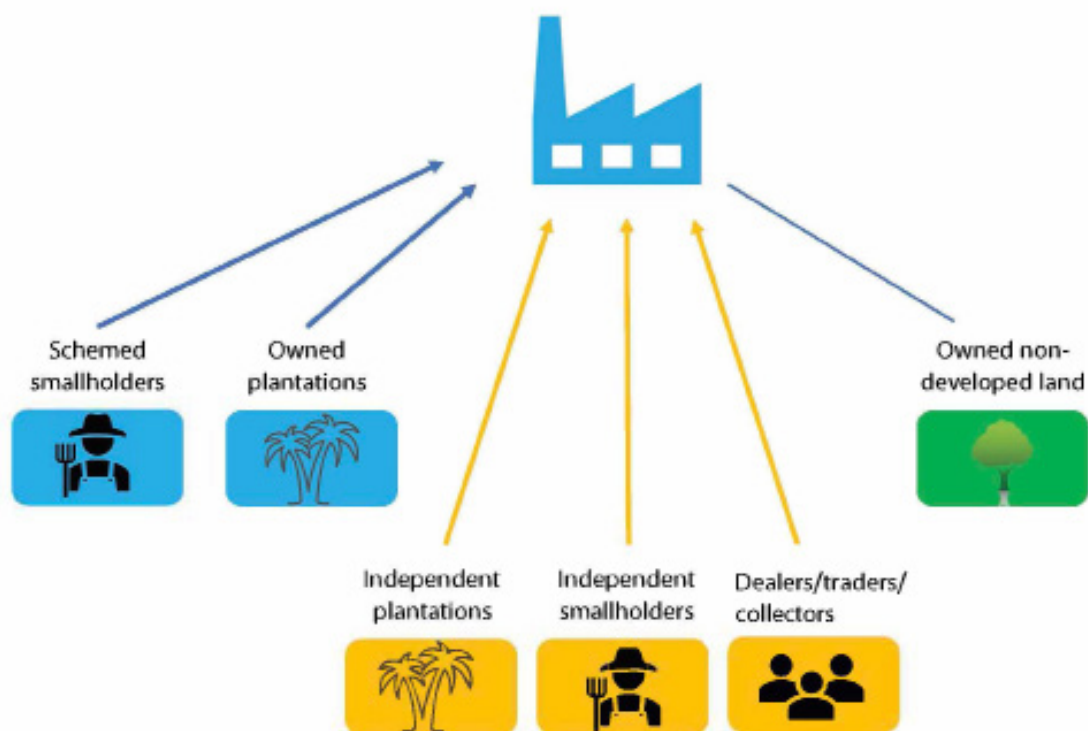 Schemed
smallholders
Owned
plantations
Owned non-
developed land
Independent
plantations
Independent
smallholders
Dealers/traders/
collectors